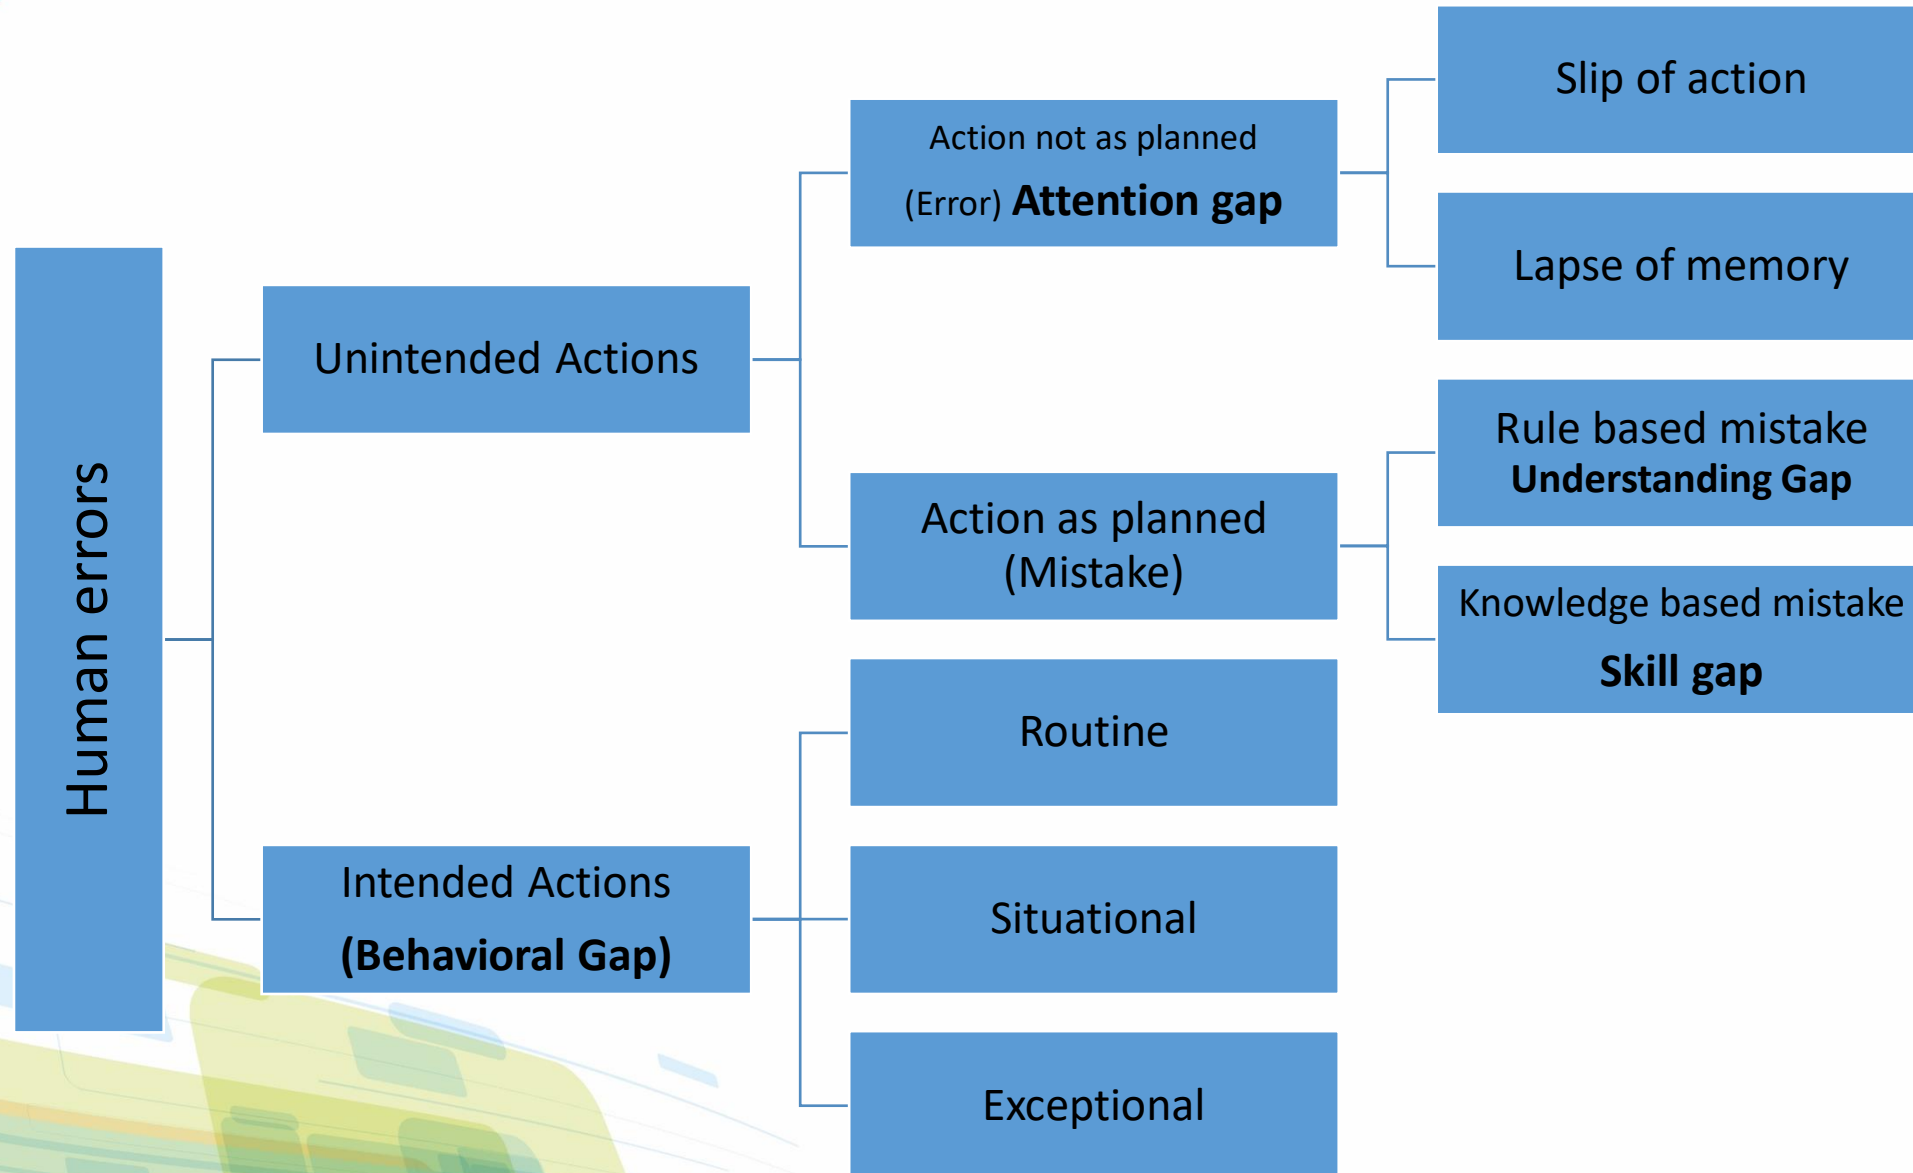 Human errors
Unintended Actions
Action not as planned
(Error) Attention gap
Slip of action
Lapse of memory
Action as planned
(Mistake)
Rule based mistake
Understanding Gap
Knowledge based mistake
Skill gap
Intended Actions
(Behavioral Gap)
Routine
Situational
Exceptional